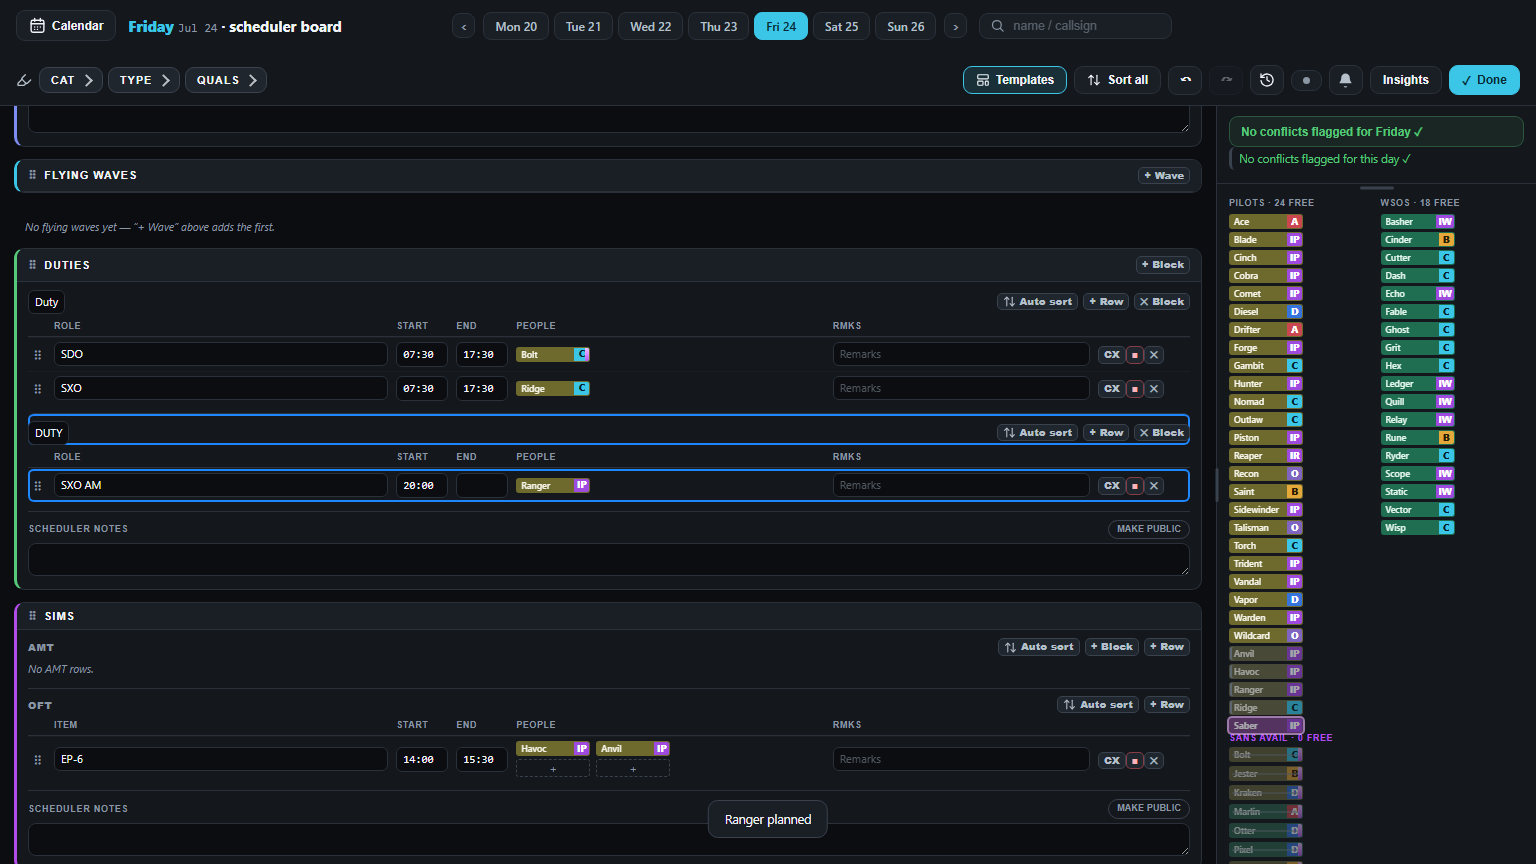 Calendar
Friday Jul 24 · scheduler board
‹
Mon 20
Tue 21
Wed 22
Thu 23
Fri 24
Sat 25
Sun 26
›
name / callsign
CAT
TYPE
QUALS
Templates
Sort all
Insights
✓ Done
No conflicts flagged for Friday ✓
No conflicts flagged for this day ✓
FLYING WAVES
+ Wave
No flying waves yet — "+ Wave" above adds the first.
DUTIES
+ Block
Duty
Auto sort
+ Row
✕ Block
ROLE START END PEOPLE RMKS
SDO 07:30 17:30 Bolt C Remarks CX ✕
SXO 07:30 17:30 Ridge C Remarks CX ✕
DUTY
Auto sort
+ Row
✕ Block
ROLE START END PEOPLE RMKS
SXO AM 20:00 Ranger IP Remarks CX ✕
SCHEDULER NOTES
MAKE PUBLIC
SIMS
AMT
Auto sort
+ Block
+ Row
No AMT rows.
OFT
Auto sort
+ Row
ITEM START END PEOPLE RMKS
EP-6 14:00 15:30 Havoc IP Anvil IP Remarks CX ✕
+ +
SCHEDULER NOTES
MAKE PUBLIC
Ranger planned
PILOTS · 24 FREE
Ace A
Blade IP
Cinch IP
Cobra IP
Comet IP
Diesel D
Drifter A
Forge IP
Gambit C
Hunter IP
Nomad C
Outlaw C
Piston IP
Reaper IR
Recon O
Saint B
Sidewinder IP
Talisman O
Torch C
Trident IP
Vandal IP
Vapor D
Warden IP
Wildcard O
Anvil IP
Havoc IP
Ranger IP
Ridge C
Saber IP
SANS AVAIL · 0 FREE
Bolt C
Jester B
Kraken D
Marlin A
Otter D
Pixel D
WSOS · 18 FREE
Basher IW
Cinder B
Cutter C
Dash C
Echo IW
Fable C
Ghost C
Grit C
Hex C
Ledger IW
Quill IW
Relay IW
Rune B
Ryder C
Scope IW
Static IW
Vector C
Wisp C